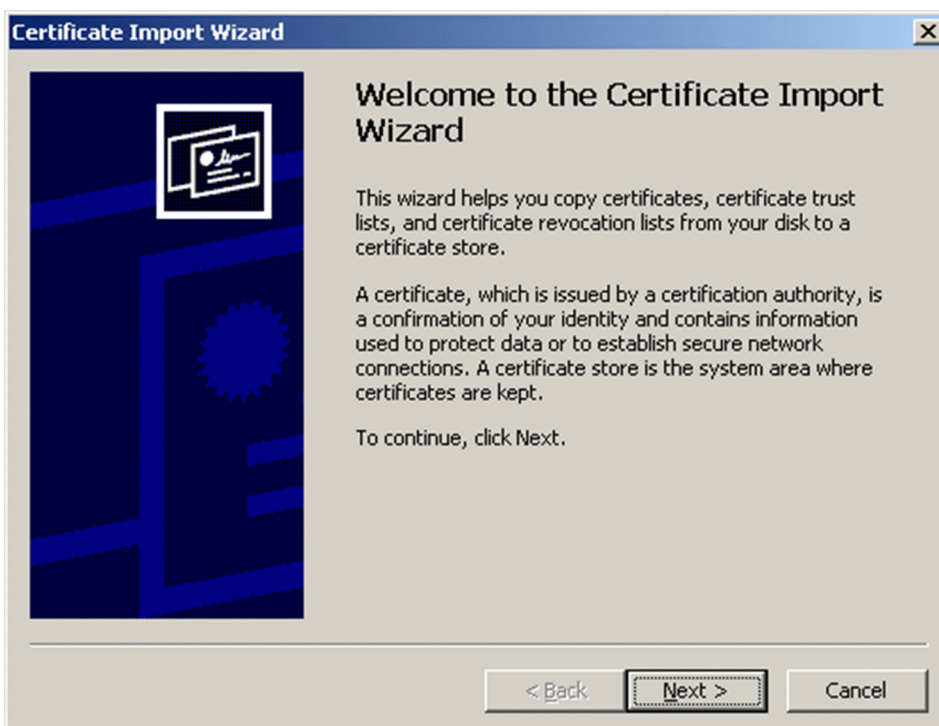 Certificate Import Wizard
Welcome to the Certificate Import
Wizard
This wizard helps you copy certificates, certificate trust
lists, and certificate revocation lists from your disk to a
certificate store.
A certificate, which is issued by a certification authority, is
a confirmation of your identity and contains information
used to protect data or to establish secure network
connections. A certificate store is the system area where
certificates are kept.
To continue, click Next.
< Back
Next >
Cancel